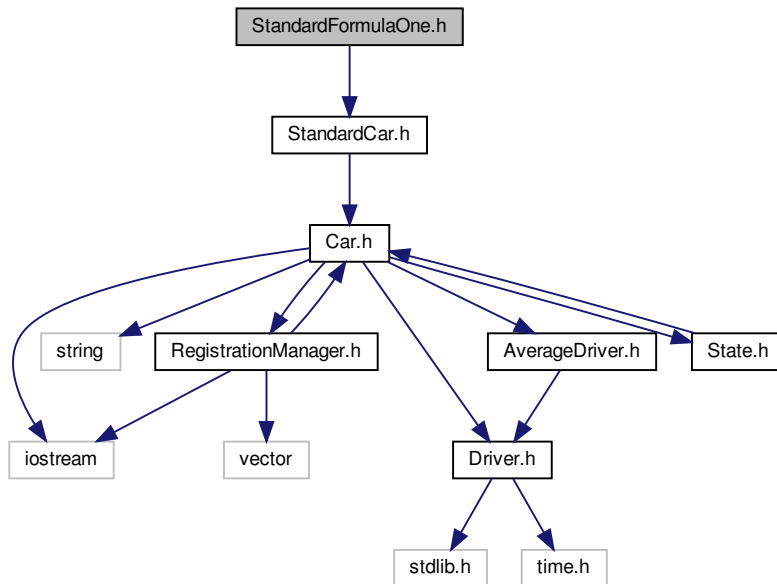 StandardFormulaOne.h
StandardCar.h
Car.h
string
RegistrationManager.h
AverageDriver.h
State.h
iostream
vector
Driver.h
stdlib.h
time.h